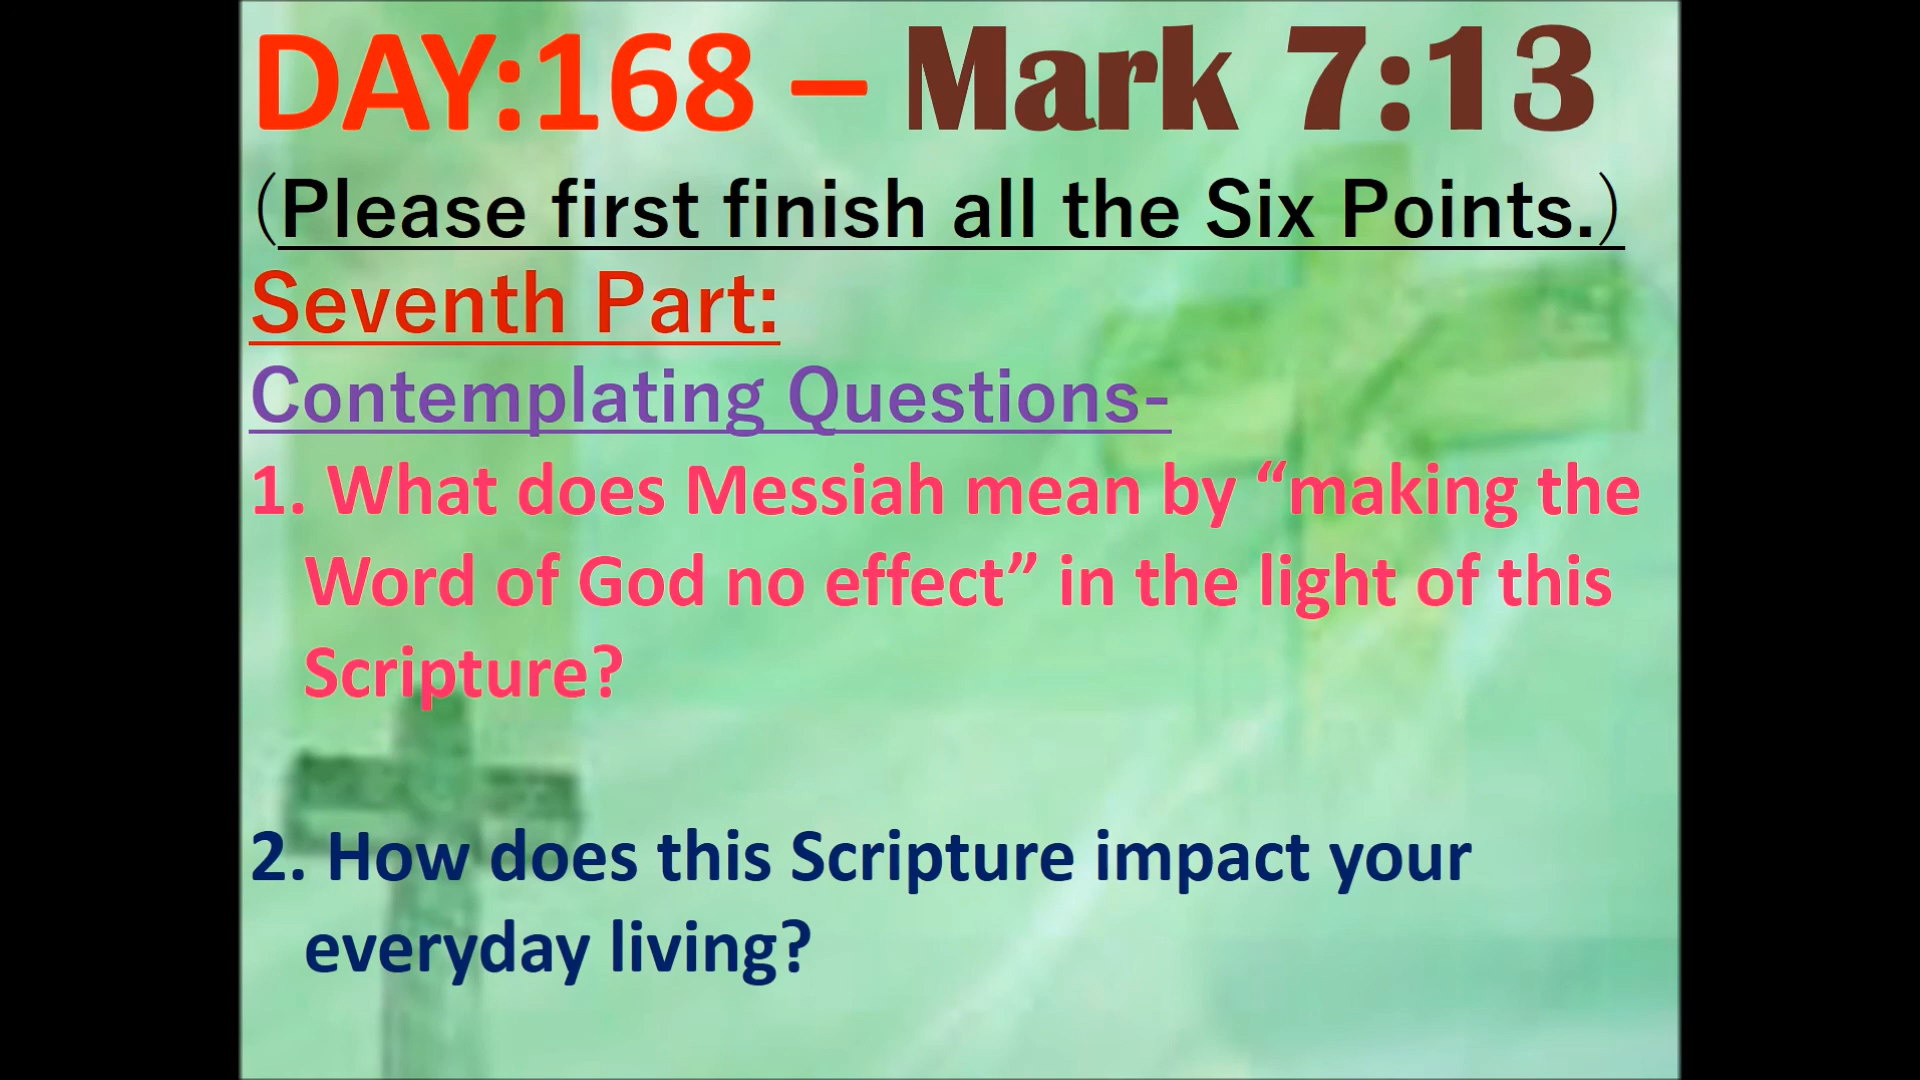 DAY:168 – Mark 7:13
(Please first finish all the Six Points.)
Seventh Part:
Contemplating Questions-
1. What does Messiah mean by “making the
Word of God no effect” in the light of this
Scripture?
2. How does this Scripture impact your
everyday living?